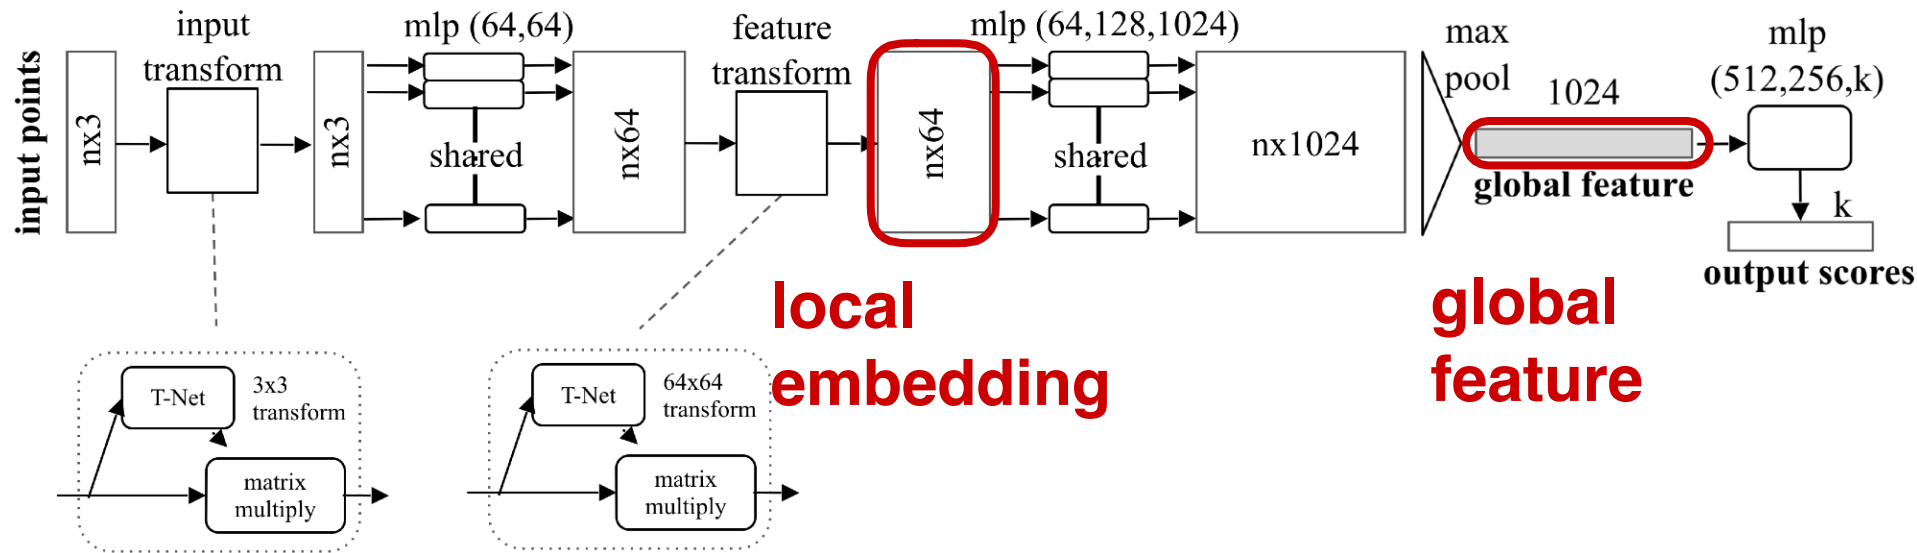 input points
nx3
input
transform
nx3
mlp (64,64)
shared
nx64
feature
transform
nx64
mlp (64,128,1024)
shared
nx1024
max
pool
1024
global feature
mlp
(512,256,k)
k
output scores
local
embedding
global
feature
T-Net
3x3
transform
matrix
multiply
T-Net
64x64
transform
matrix
multiply